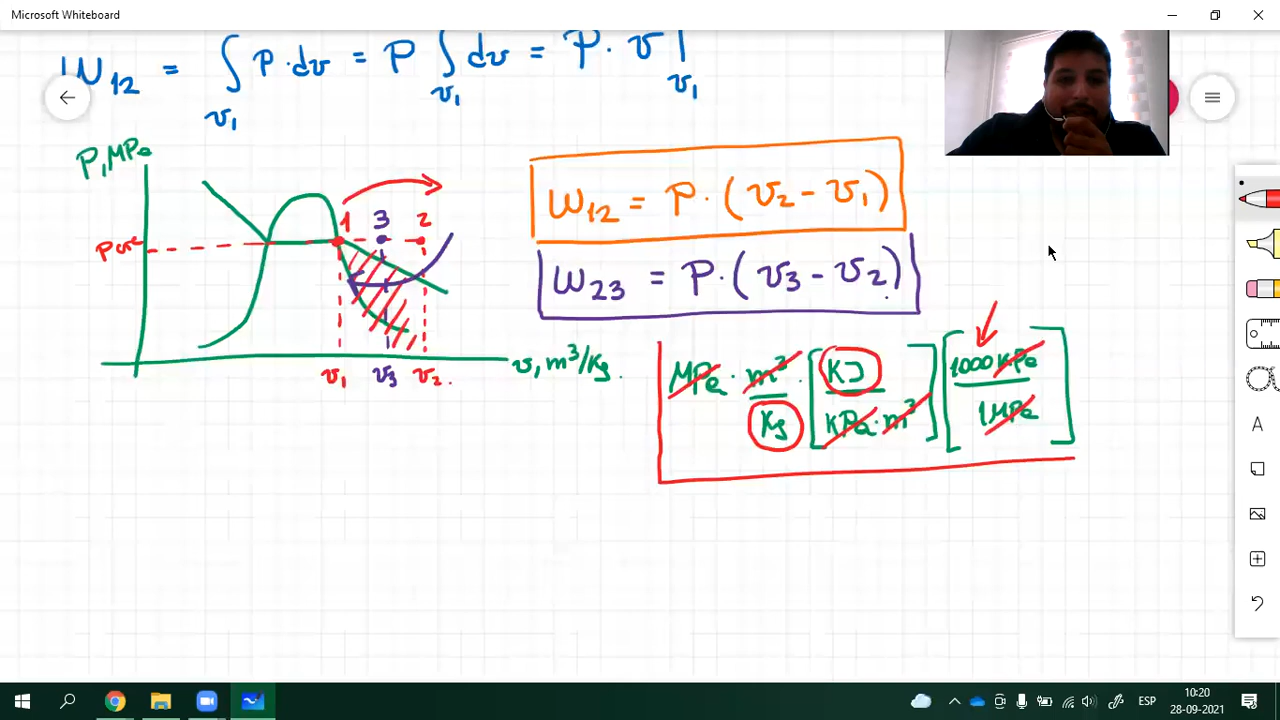 Microsoft Whiteboard
W12 = ∫ P·dv = P ∫ dv = P · v |
v1 v1 v1
P, MPa
1 3 2
W12 = P · (v2 - v1)
W23 = P · (v3 - v2)
v, m³/Kg.
v1 v3 v2.
MPa · m³/Kg · [KJ / KPa·m³] [1000 KPa / 1 MPa]
A
ESP
10:20
28-09-2021